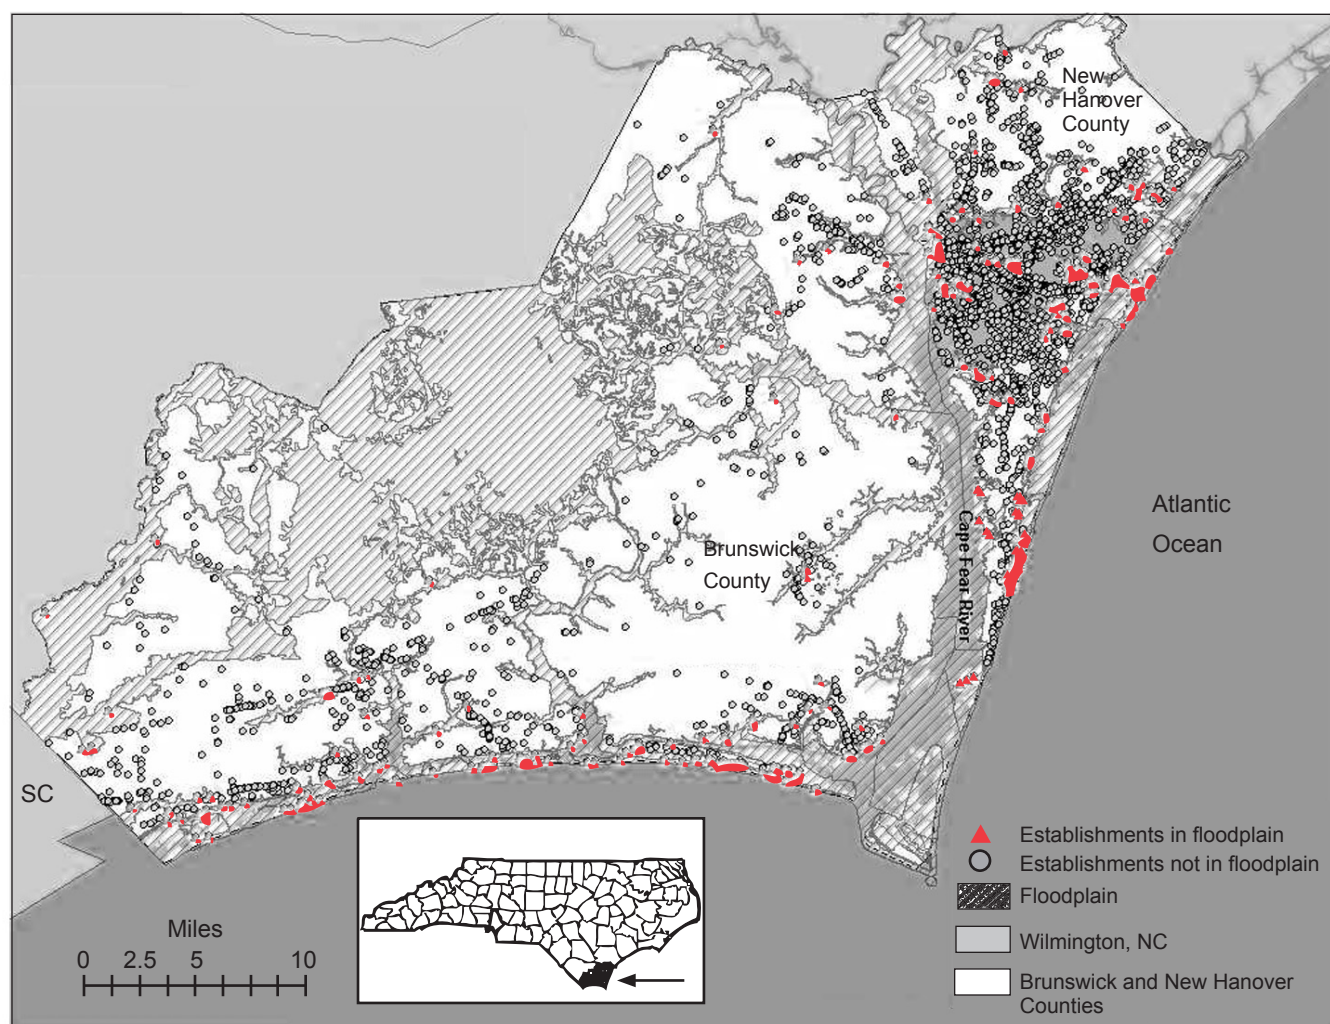 New
Hanover
County
Atlantic
Ocean
Cape Fear River
Brunswick
County
SC
Establishments in floodplain
Establishments not in floodplain
Floodplain
Wilmington, NC
Brunswick and New Hanover
Counties
Miles
0 2.5 5 10